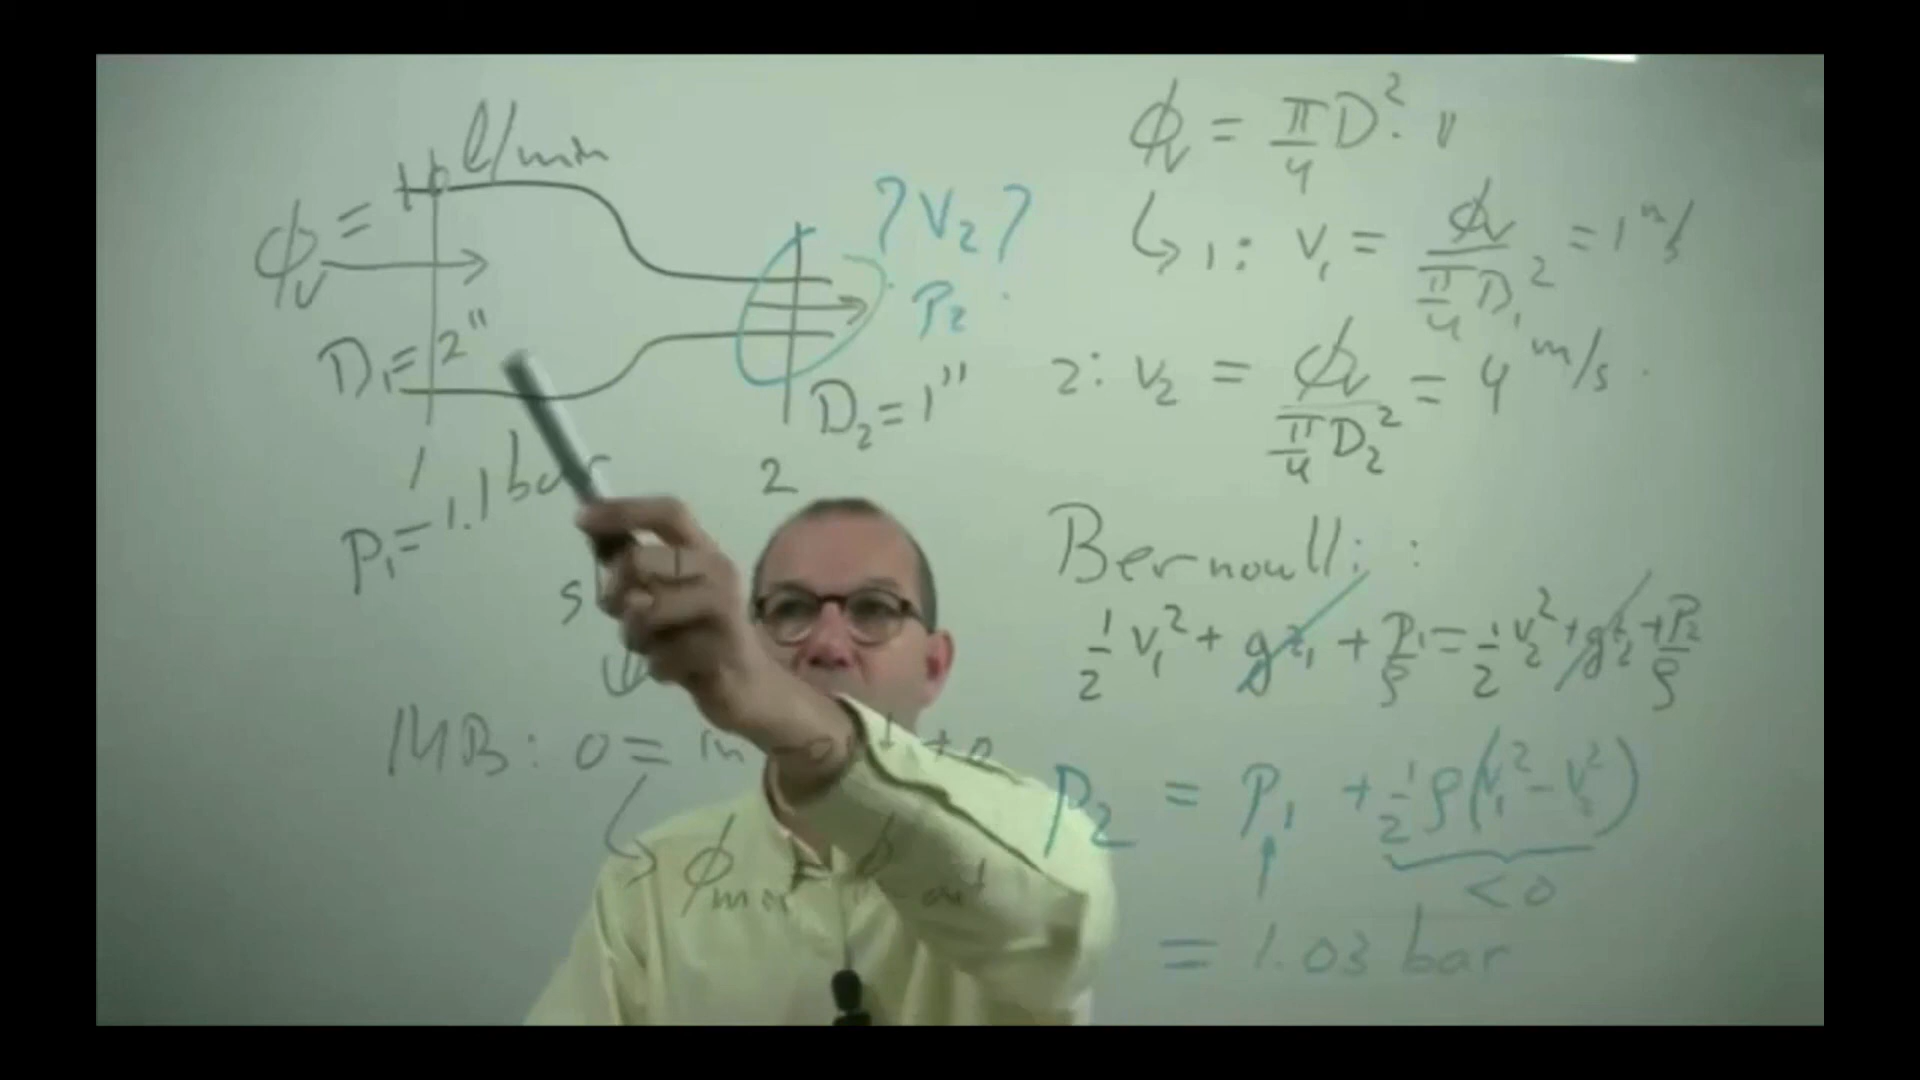 ϕv = l/min
D₁ = 2"
1
P₁ = 1.1 bar
? V₂ ?
P₂
D₂ = 1"
2
MB: 0 =
ϕv = π/4 D² · v
↳ 1: v₁ = ϕv / (π/4 D₁²) = 1 m/s
2: v₂ = ϕv / (π/4 D₂²) = 4 m/s
Bernoulli:
1/2 v₁² + gz₁ + P₁/ρ = 1/2 v₂² + gz₂ + P₂/ρ
P₂ = P₁ + 1/2 ρ(v₁² − v₂²)
< 0
= 1.03 bar